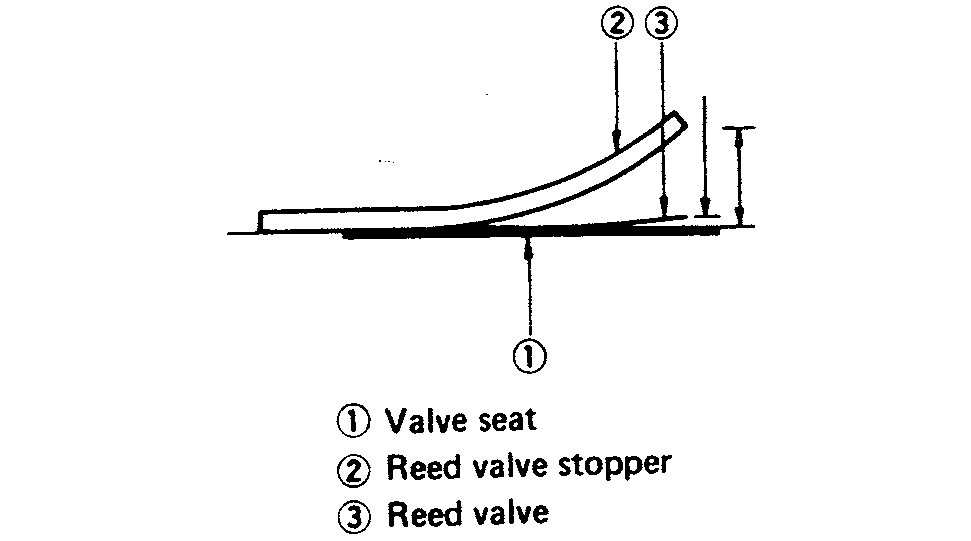 ② ③
①
① Valve seat
② Reed valve stopper
③ Reed valve